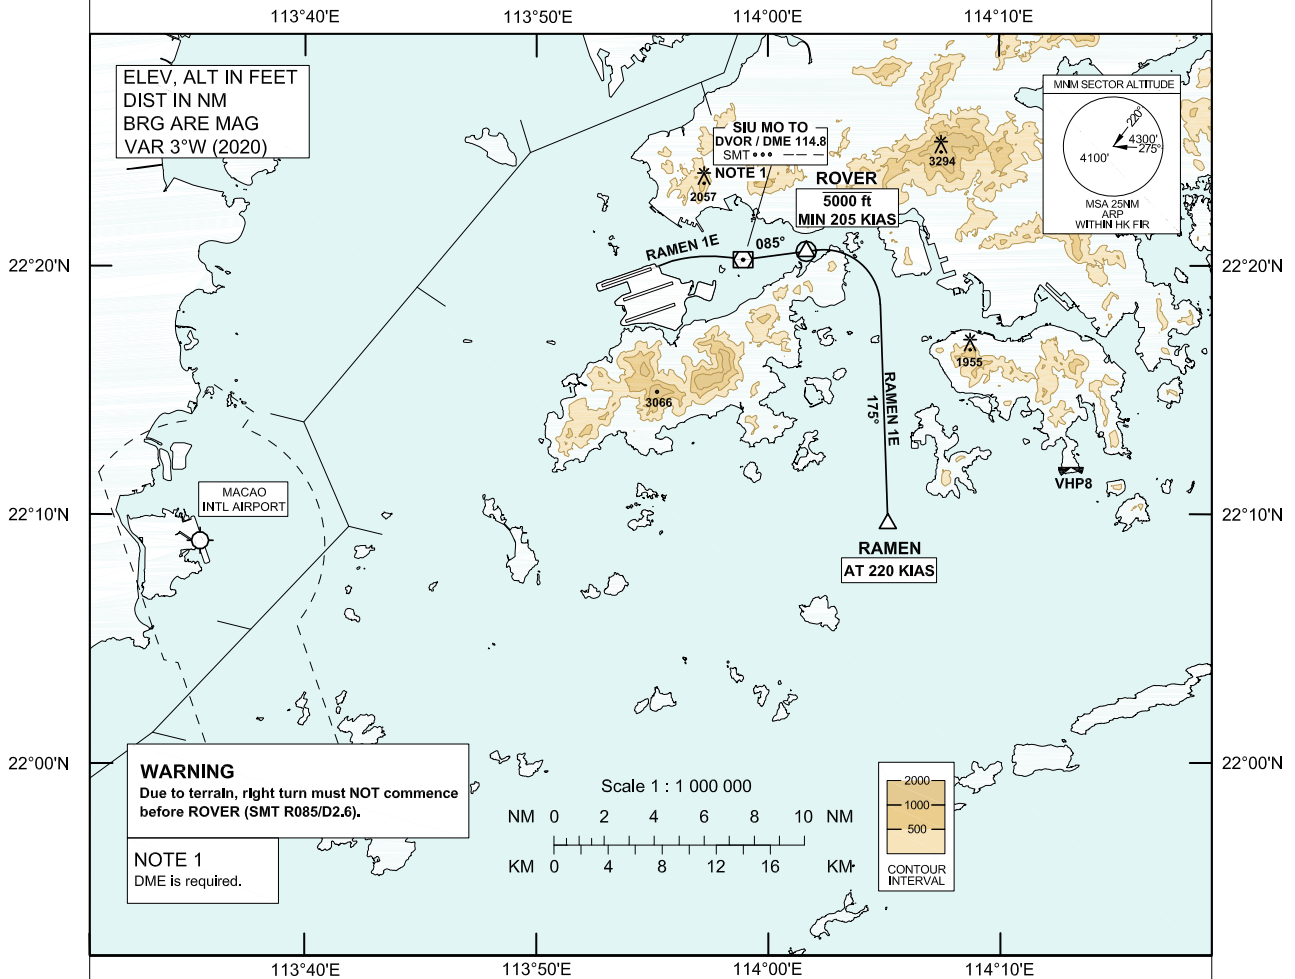 113°40'E
113°50'E
114°00'E
114°10'E
ELEV, ALT IN FEET
DIST IN NM
BRG ARE MAG
VAR 3°W (2020)
MNM SECTOR ALTITUDE
220°
4300'
275°
4100'
MSA 25NM
ARP
WITHIN HK FIR
SIU MO TO
DVOR / DME 114.8
SMT
NOTE 1
2057
3294
ROVER
5000 ft
MIN 205 KIAS
RAMEN 1E
085°
22°20'N
22°20'N
1955
3066
RAMEN 1E
175°
VHP8
MACAO
INTL AIRPORT
22°10'N
22°10'N
RAMEN
AT 220 KIAS
22°00'N
22°00'N
WARNING
Due to terrain, right turn must NOT commence
before ROVER (SMT R085/D2.6).
NOTE 1
DME is required.
Scale 1 : 1 000 000
NM 0 2 4 6 8 10 NM
KM 0 4 8 12 16 KM
2000
1000
500
CONTOUR
INTERVAL
113°40'E
113°50'E
114°00'E
114°10'E